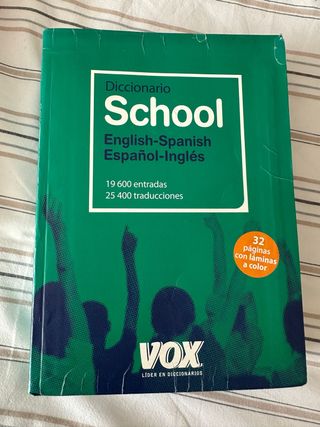 Diccionario
School
English-Spanish
Español-Inglés
19 600 entradas
25 400 traducciones
32
páginas
con láminas
a color
VOX
LÍDER EN DICCIONARIOS